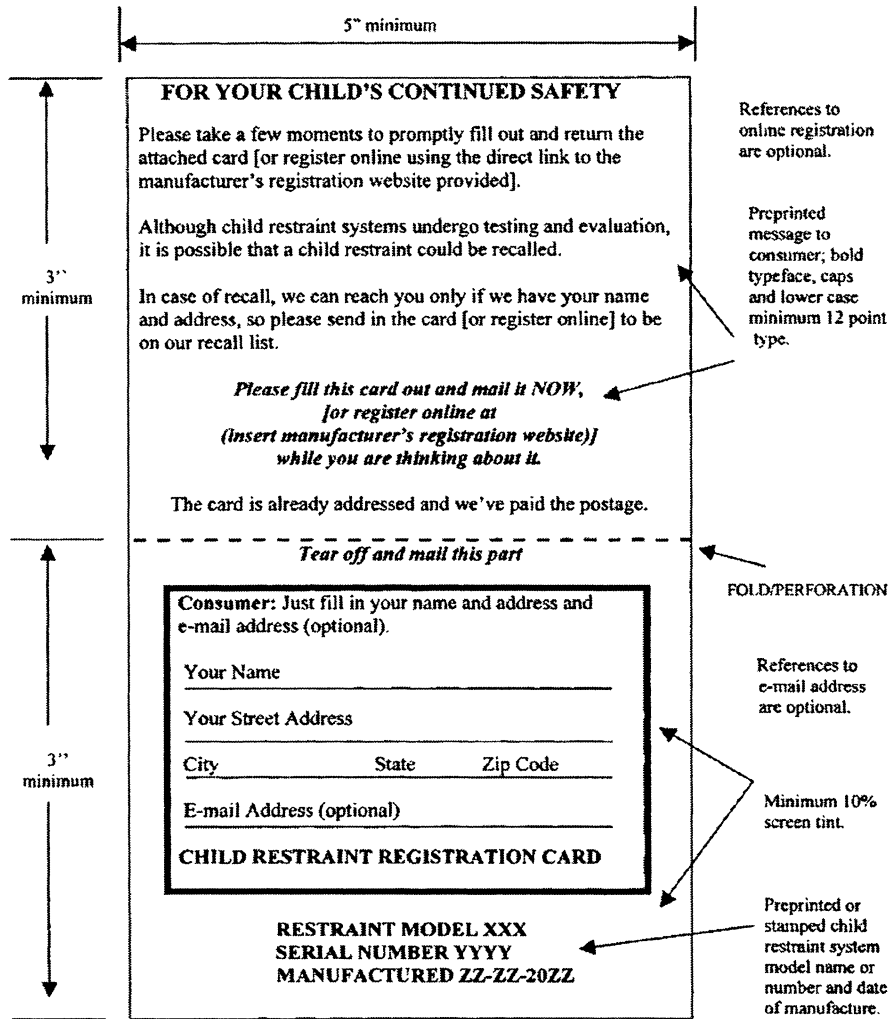 5" minimum
FOR YOUR CHILD'S CONTINUED SAFETY
Please take a few moments to promptly fill out and return the
attached card [or register online using the direct link to the
manufacturer's registration website provided].
Although child restraint systems undergo testing and evaluation,
it is possible that a child restraint could be recalled.
In case of recall, we can reach you only if we have your name
and address, so please send in the card [or register online] to be
on our recall list.
Please fill this card out and mail it NOW,
[or register online at
(insert manufacturer's registration website)]
while you are thinking about it.
The card is already addressed and we've paid the postage.
3''
minimum
References to
online registration
are optional.
Preprinted
message to
consumer; bold
typeface, caps
and lower case
minimum 12 point
type.
Tear off and mail this part
FOLD/PERFORATION
Consumer: Just fill in your name and address and
e-mail address (optional).
Your Name
Your Street Address
City State Zip Code
E-mail Address (optional)
CHILD RESTRAINT REGISTRATION CARD
RESTRAINT MODEL XXX
SERIAL NUMBER YYYY
MANUFACTURED ZZ-ZZ-20ZZ
3''
minimum
References to
e-mail address
are optional.
Minimum 10%
screen tint.
Preprinted or
stamped child
restraint system
model name or
number and date
of manufacture.